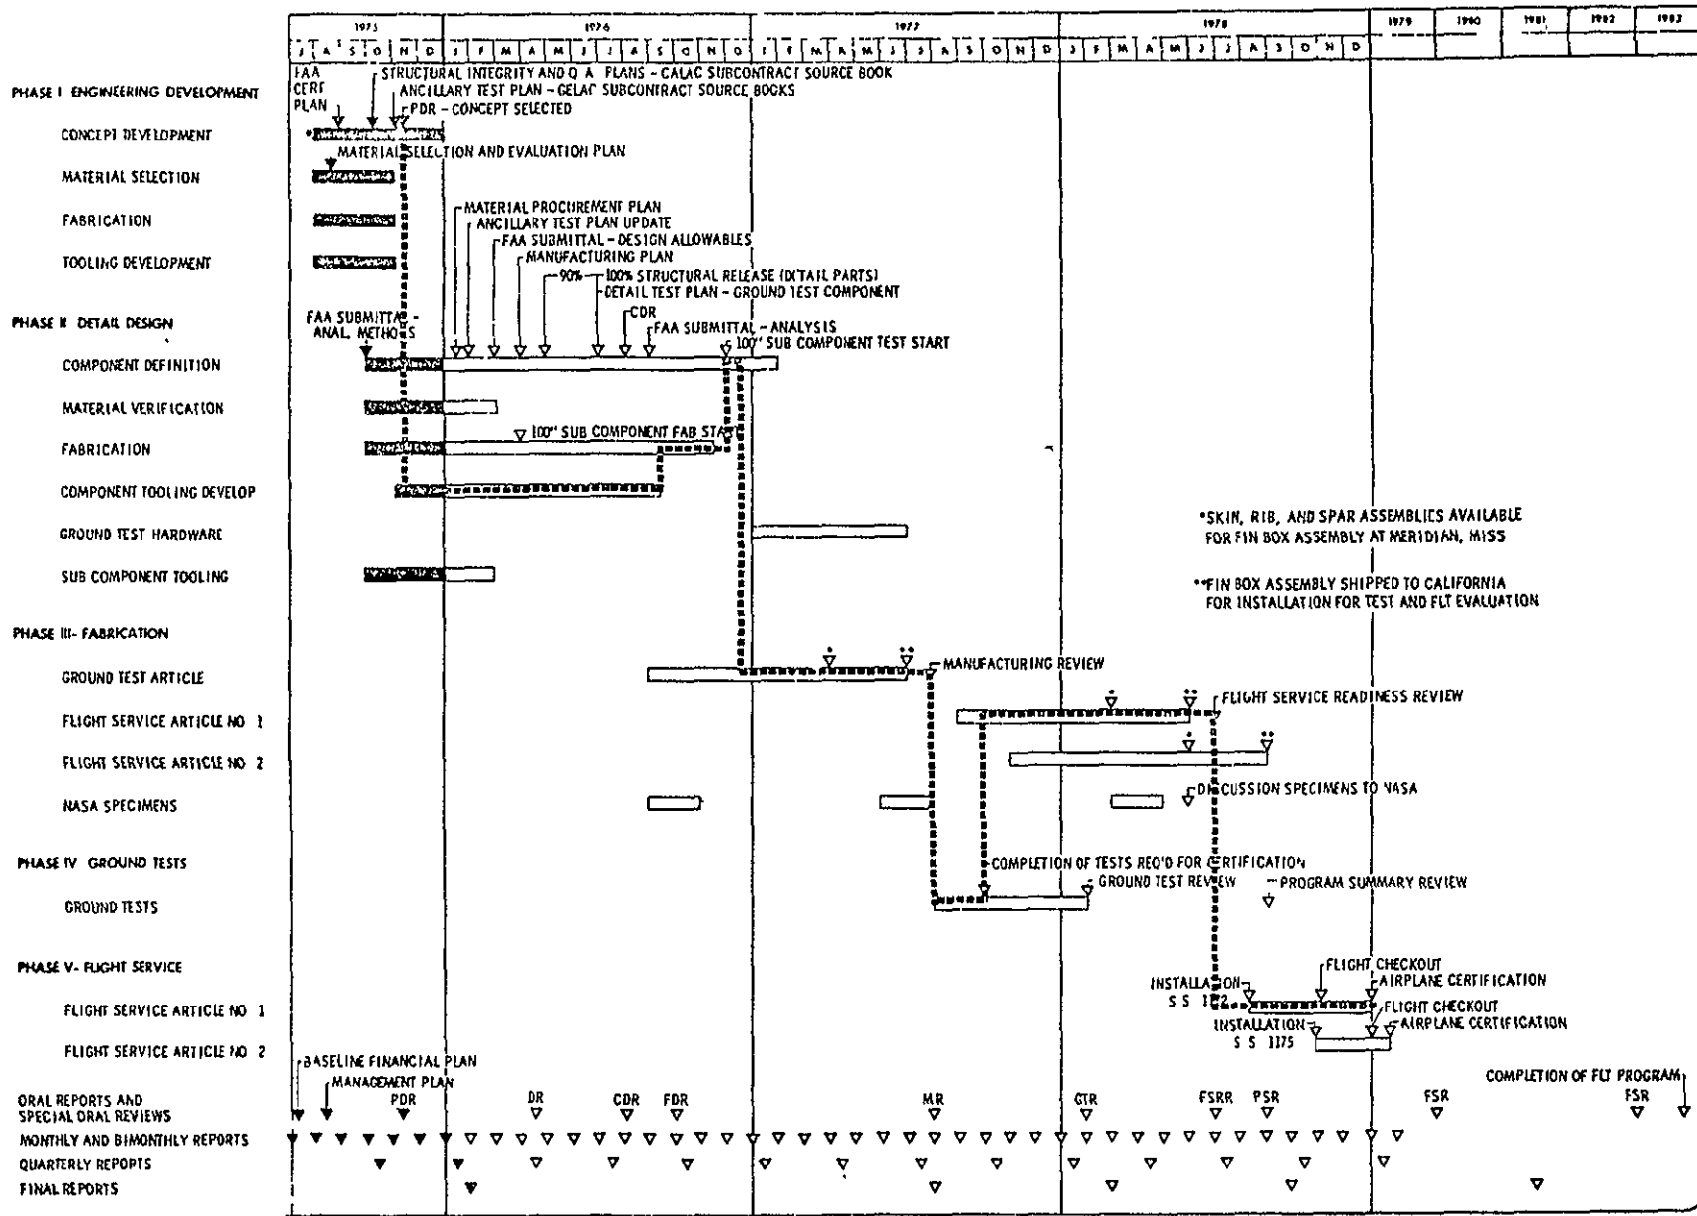 1975 1976 1977 1978 1979 1980 1981 1982 1983
J A S O N D J F M A M J J A S O N D J F M A M J J A S O N D J F M A M J J A S O N D
FAA
CERT
PLAN
STRUCTURAL INTEGRITY AND Q A PLANS - CALAC SUBCONTRACT SOURCE BOOK
PHASE I ENGINEERING DEVELOPMENT
ANCILLARY TEST PLAN - GELAC SUBCONTRACT SOURCE BOOKS
PDR - CONCEPT SELECTED
CONCEPT DEVELOPMENT
MATERIAL SELECTION AND EVALUATION PLAN
MATERIAL SELECTION
FABRICATION
MATERIAL PROCUREMENT PLAN
ANCILLARY TEST PLAN UPDATE
FAA SUBMITTAL - DESIGN ALLOWABLES
TOOLING DEVELOPMENT
MANUFACTURING PLAN
90% 100% STRUCTURAL RELEASE (DETAIL PARTS)
DETAIL TEST PLAN - GROUND TEST COMPONENT
PHASE II DETAIL DESIGN
FAA SUBMITTAL -
ANAL. METHODS
CDR
FAA SUBMITTAL - ANALYSIS
100" SUB COMPONENT TEST START
COMPONENT DEFINITION
MATERIAL VERIFICATION
100" SUB COMPONENT FAB START
FABRICATION
COMPONENT TOOLING DEVELOP
GROUND TEST HARDWARE
*SKIN, RIB, AND SPAR ASSEMBLIES AVAILABLE
FOR FIN BOX ASSEMBLY AT MERIDIAN, MISS
SUB COMPONENT TOOLING
**FIN BOX ASSEMBLY SHIPPED TO CALIFORNIA
FOR INSTALLATION FOR TEST AND FLT EVALUATION
PHASE III- FABRICATION
* **
GROUND TEST ARTICLE
MANUFACTURING REVIEW
* **
FLIGHT SERVICE READINESS REVIEW
FLIGHT SERVICE ARTICLE NO 1
* **
FLIGHT SERVICE ARTICLE NO 2
NASA SPECIMENS
DISCUSSION SPECIMENS TO NASA
PHASE IV GROUND TESTS
COMPLETION OF TESTS REQ'D FOR CERTIFICATION
GROUND TEST REVIEW
PROGRAM SUMMARY REVIEW
GROUND TESTS
PHASE V- FLIGHT SERVICE
FLIGHT CHECKOUT
INSTALLATION
AIRPLANE CERTIFICATION
S S 1172
FLIGHT SERVICE ARTICLE NO 1
FLIGHT CHECKOUT
INSTALLATION
AIRPLANE CERTIFICATION
S S 1175
FLIGHT SERVICE ARTICLE NO 2
BASELINE FINANCIAL PLAN
MANAGEMENT PLAN
COMPLETION OF FLT PROGRAM
ORAL REPORTS AND
SPECIAL ORAL REVIEWS
PDR DR CDR FDR MR GTR FSRR PSR FSR FSR
MONTHLY AND BIMONTHLY REPORTS
QUARTERLY REPORTS
FINAL REPORTS